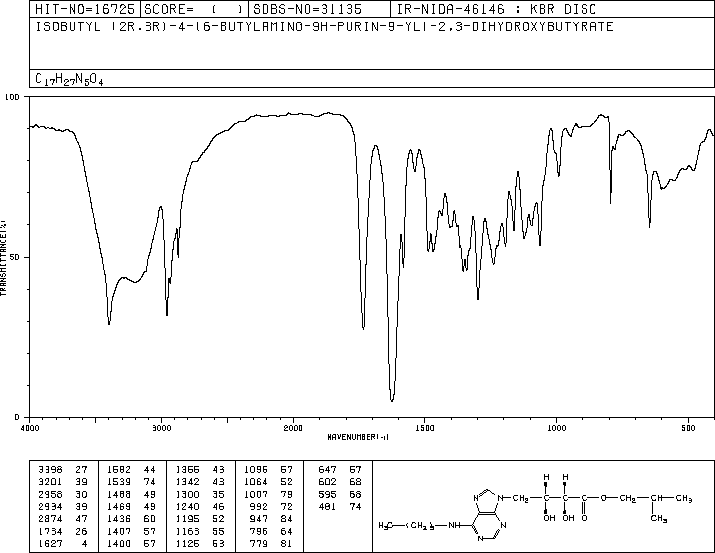 HIT-NO=16725 SCORE= ( ) SDBS-NO=31135 IR-NIDA-46146 : KBR DISC
ISOBUTYL (2R,3R)-4-(6-BUTYLAMINO-9H-PURIN-9-YL)-2,3-DIHYDROXYBUTYRATE
C17H27N5O4
100
50
0
TRANSMITTANCE(%)
4000 3000 2000 1500 1000 500
WAVENUMBER(-1)
3398 27 1582 44 1366 43 1096 57 647 57
3201 39 1539 74 1342 43 1064 52 602 68
2958 30 1488 49 1300 35 1007 79 595 68
2934 39 1469 49 1240 46 992 72 481 74
2874 47 1436 60 1195 52 947 84
1734 26 1407 57 1163 55 796 64
1627 4 1400 57 1125 53 779 81
N N CH2 H H C C C O CH2 CH CH3
OH OH O CH3
CH3 (CH2)3 NH N N